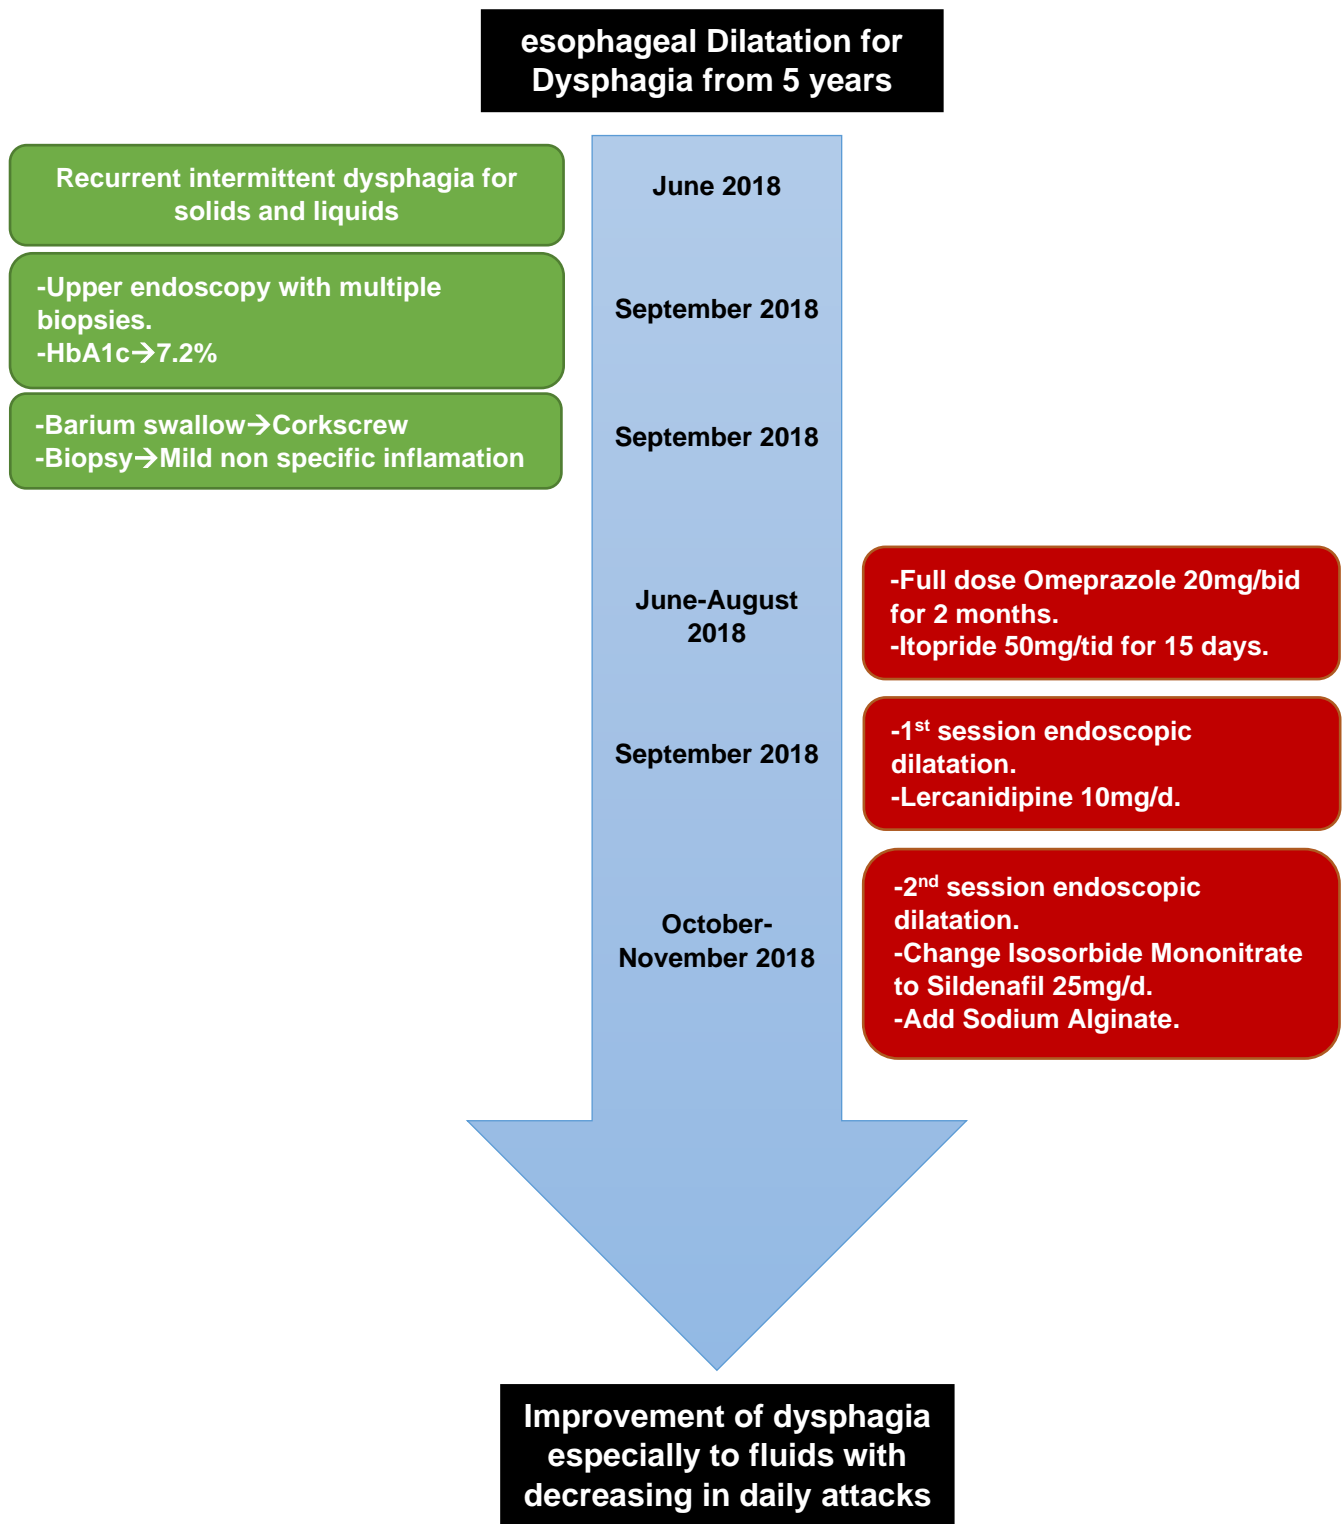 esophageal Dilatation for
Dysphagia from 5 years
Recurrent intermittent dysphagia for
solids and liquids
June 2018
-Upper endoscopy with multiple
biopsies.
-HbA1c→7.2%
September 2018
-Barium swallow→Corkscrew
-Biopsy→Mild non specific inflamation
September 2018
June-August
2018
-Full dose Omeprazole 20mg/bid
for 2 months.
-Itopride 50mg/tid for 15 days.
September 2018
-1st session endoscopic
dilatation.
-Lercanidipine 10mg/d.
October-
November 2018
-2nd session endoscopic
dilatation.
-Change Isosorbide Mononitrate
to Sildenafil 25mg/d.
-Add Sodium Alginate.
Improvement of dysphagia
especially to fluids with
decreasing in daily attacks